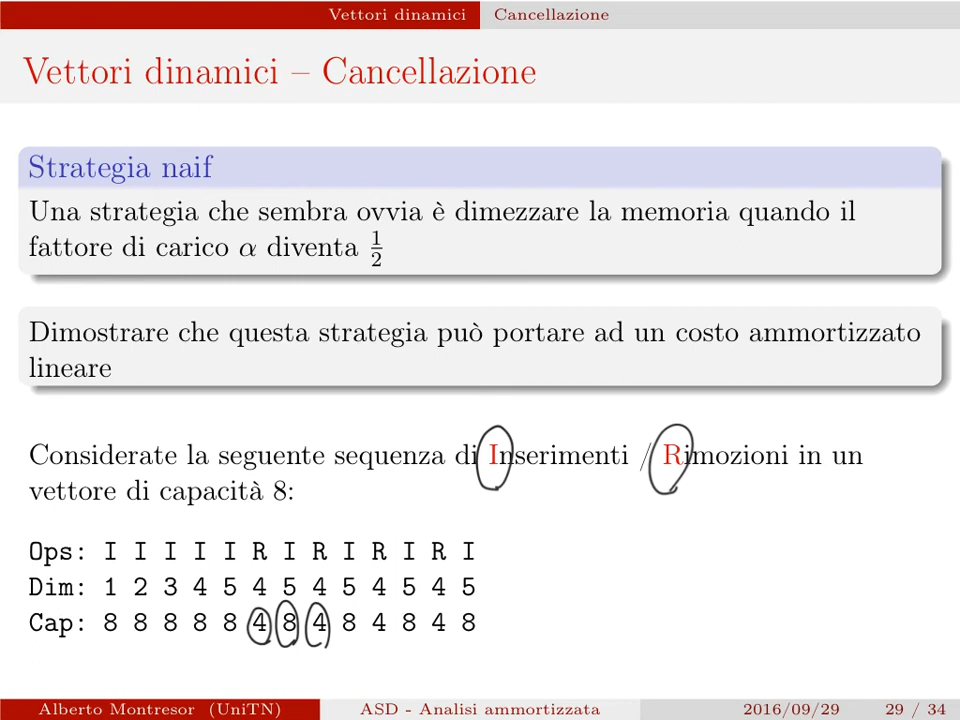 Vettori dinamici Cancellazione
Vettori dinamici – Cancellazione
Strategia naif
Una strategia che sembra ovvia è dimezzare la memoria quando il
fattore di carico α diventa 1/2
Dimostrare che questa strategia può portare ad un costo ammortizzato
lineare
Considerate la seguente sequenza di Inserimenti / Rimozioni in un
vettore di capacità 8:
Ops: I I I I I R I R I R I R I
Dim: 1 2 3 4 5 4 5 4 5 4 5 4 5
Cap: 8 8 8 8 8 4 8 4 8 4 8 4 8
Alberto Montresor (UniTN) ASD - Analisi ammortizzata 2016/09/29 29 / 34